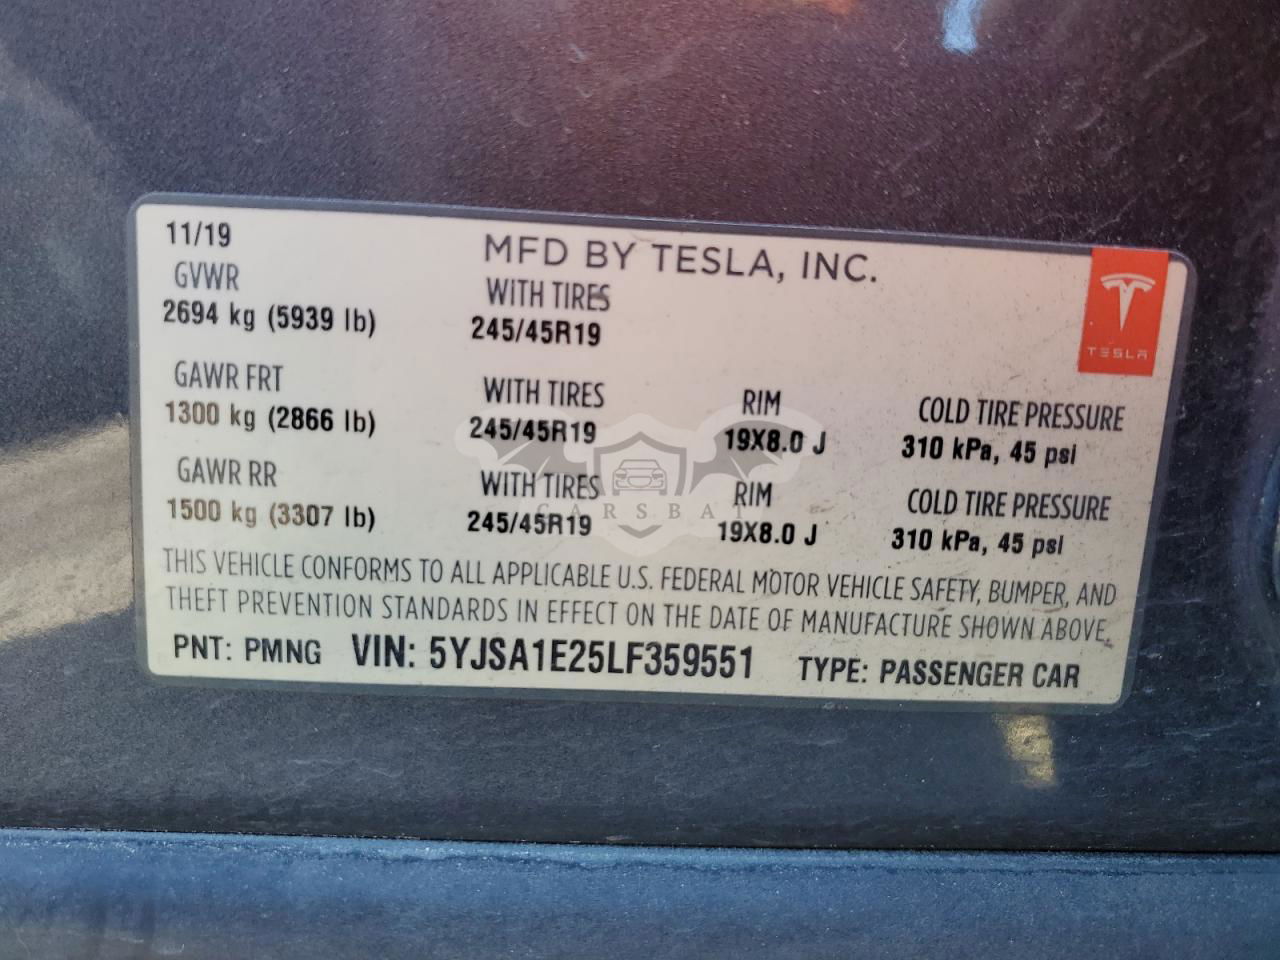 11/19 MFD BY TESLA, INC.
GVWR WITH TIRES
2694 kg (5939 lb) 245/45R19
TESLA
GAWR FRT WITH TIRES RIM COLD TIRE PRESSURE
1300 kg (2866 lb) 245/45R19 19X8.0 J 310 kPa, 45 psi
GAWR RR WITH TIRES RIM COLD TIRE PRESSURE
CARSBAT
1500 kg (3307 lb) 245/45R19 19X8.0 J 310 kPa, 45 psi
THIS VEHICLE CONFORMS TO ALL APPLICABLE U.S. FEDERAL MOTOR VEHICLE SAFETY, BUMPER, AND
THEFT PREVENTION STANDARDS IN EFFECT ON THE DATE OF MANUFACTURE SHOWN ABOVE.
PNT: PMNG VIN: 5YJSA1E25LF359551 TYPE: PASSENGER CAR